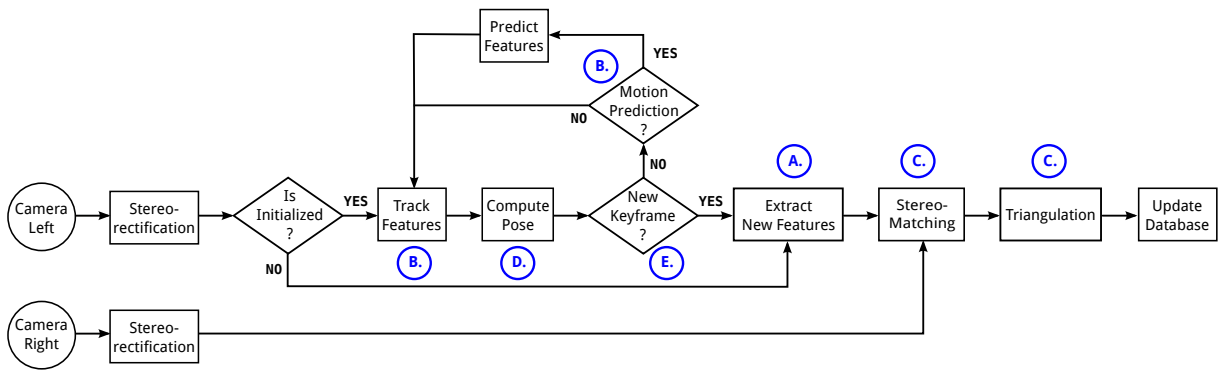 Predict
Features
YES
B.
Motion
Prediction
?
NO
NO
A.
C.
C.
Camera
Left
Stereo-
rectification
Is
Initialized
?
YES
Track
Features
Compute
Pose
New
Keyframe
?
YES
Extract
New Features
Stereo-
Matching
Triangulation
Update
Database
NO
B.
D.
E.
Camera
Right
Stereo-
rectification